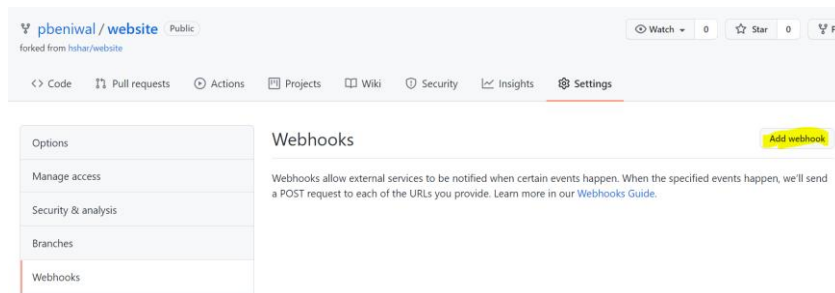 pbeniwal / website Public
forked from hshar/website
Watch 0 Star 0
<> Code Pull requests Actions Projects Wiki Security Insights Settings
Options
Manage access
Security & analysis
Branches
Webhooks
Webhooks
Add webhook
Webhooks allow external services to be notified when certain events happen. When the specified events happen, we'll send
a POST request to each of the URLs you provide. Learn more in our Webhooks Guide.